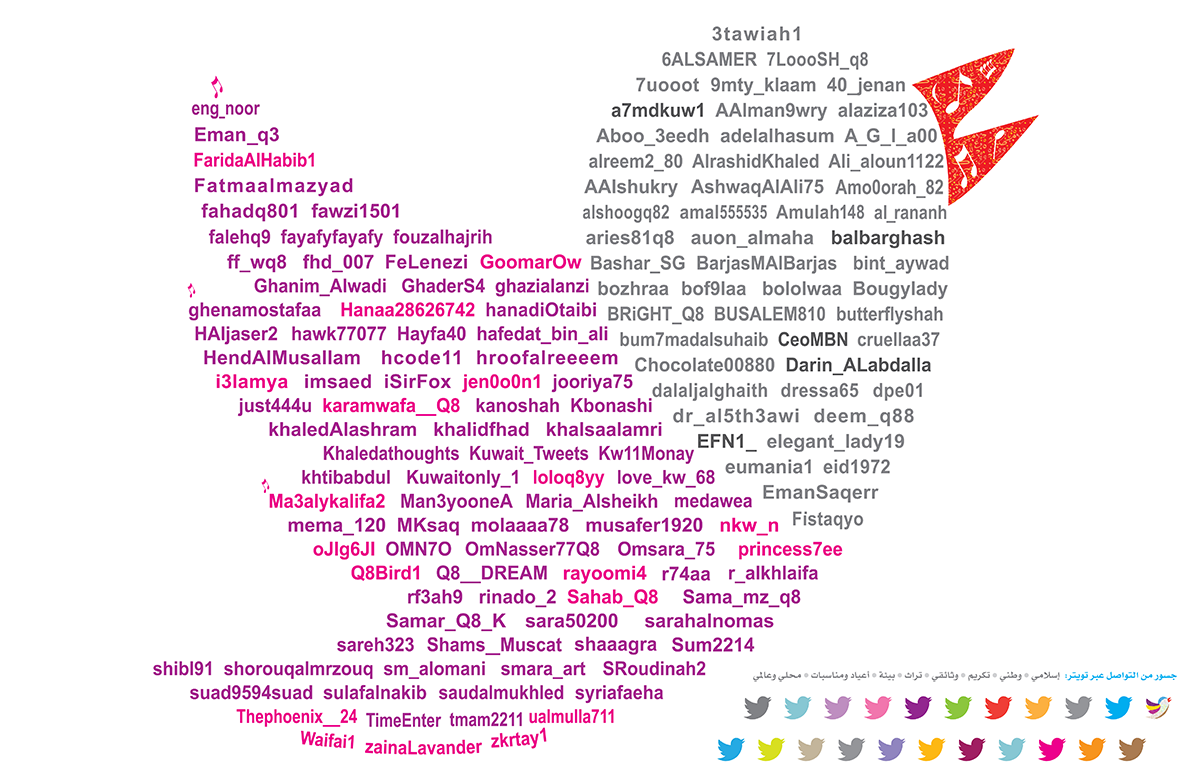 3tawiah1
6ALSAMER 7LoooSH_q8
7uooot 9mty_klaam 40_jenan
a7mdkuw1 AAlman9wry alaziza103
Aboo_3eedh adelalhasum A_G_l_a00
alreem2_80 AlrashidKhaled Ali_aloun1122
AAlshukry AshwaqAlAli75 Amo0orah_82
alshoogq82 amal555535 Amulah148 al_rananh
aries81q8 auon_almaha balbarghash
Bashar_SG BarjasMAlBarjas bint_aywad
bozhraa bof9laa bololwaa Bougylady
BRiGHT_Q8 BUSALEM810 butterflyshah
bum7madalsuhaib CeoMBN cruellaa37
Chocolate00880 Darin_ALabdalla
dalaljalghaith dressa65 dpe01
dr_al5th3awi deem_q88
EFN1_ elegant_lady19
eumania1 eid1972
EmanSaqerr
Fistaqyo
eng_noor
Eman_q3
FaridaAlHabib1
Fatmaalmazyad
fahadq801 fawzi1501
falehq9 fayafyfayafy fouzalhajrih
ff_wq8 fhd_007 FeLenezi GoomarOw
Ghanim_Alwadi GhaderS4 ghazialanzi
ghenamostafaa Hanaa28626742 hanadiOtaibi
HAljaser2 hawk77077 Hayfa40 hafedat_bin_ali
HendAlMusallam hcode11 hroofalreeeem
i3lamya imsaed iSirFox jen0o0n1 jooriya75
just444u karamwafa__Q8 kanoshah Kbonashi
khaledAlashram khalidfhad khalsaalamri
Khaledathoughts Kuwait_Tweets Kw11Monay
khtibabdul Kuwaitonly_1 loloq8yy love_kw_68
Ma3alykalifa2 Man3yooneA Maria_Alsheikh medawea
mema_120 MKsaq molaaaa78 musafer1920 nkw_n
oJlg6Jl OMN7O OmNasser77Q8 Omsara_75 princess7ee
Q8Bird1 Q8__DREAM rayoomi4 r74aa r_alkhlaifa
rf3ah9 rinado_2 Sahab_Q8 Sama_mz_q8
Samar_Q8_K sara50200 sarahalnomas
sareh323 Shams_Muscat shaaagra Sum2214
shibl91 shorouqalmrzouq sm_alomani smara_art SRoudinah2
suad9594suad sulafalnakib saudalmukhled syriafaeha
Thephoenix__24 TimeEnter tmam2211 ualmulla711
Waifai1 zainaLavander zkrtay1
جسور من التواصل عبر تويتر: إسلامي • وطني • تكريم • وثائقي • تراث • بيئة • أعياد ومناسبات • محلي وعالمي